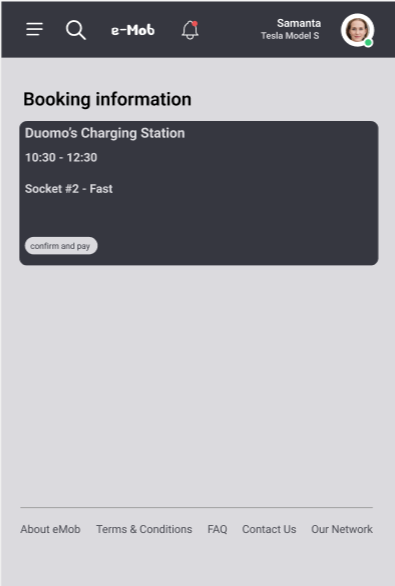 e-Mob
Samanta
Tesla Model S
Booking information
Duomo's Charging Station
10:30 - 12:30
Socket #2 - Fast
confirm and pay
About eMob Terms & Conditions FAQ Contact Us Our Network